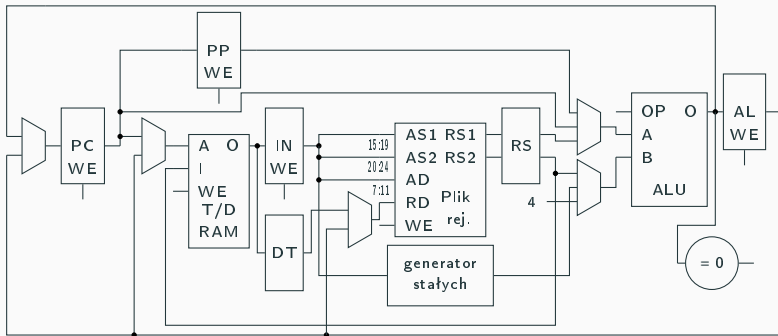 PP
WE
PC
WE
A O
I
WE
T/D
RAM
IN
WE
DT
15:19
20:24
7:11
AS1 RS1
AS2 RS2
AD
RD
WE
Plik
rej.
generator
stałych
RS
4
OP O
A
B
ALU
AL
WE
= 0